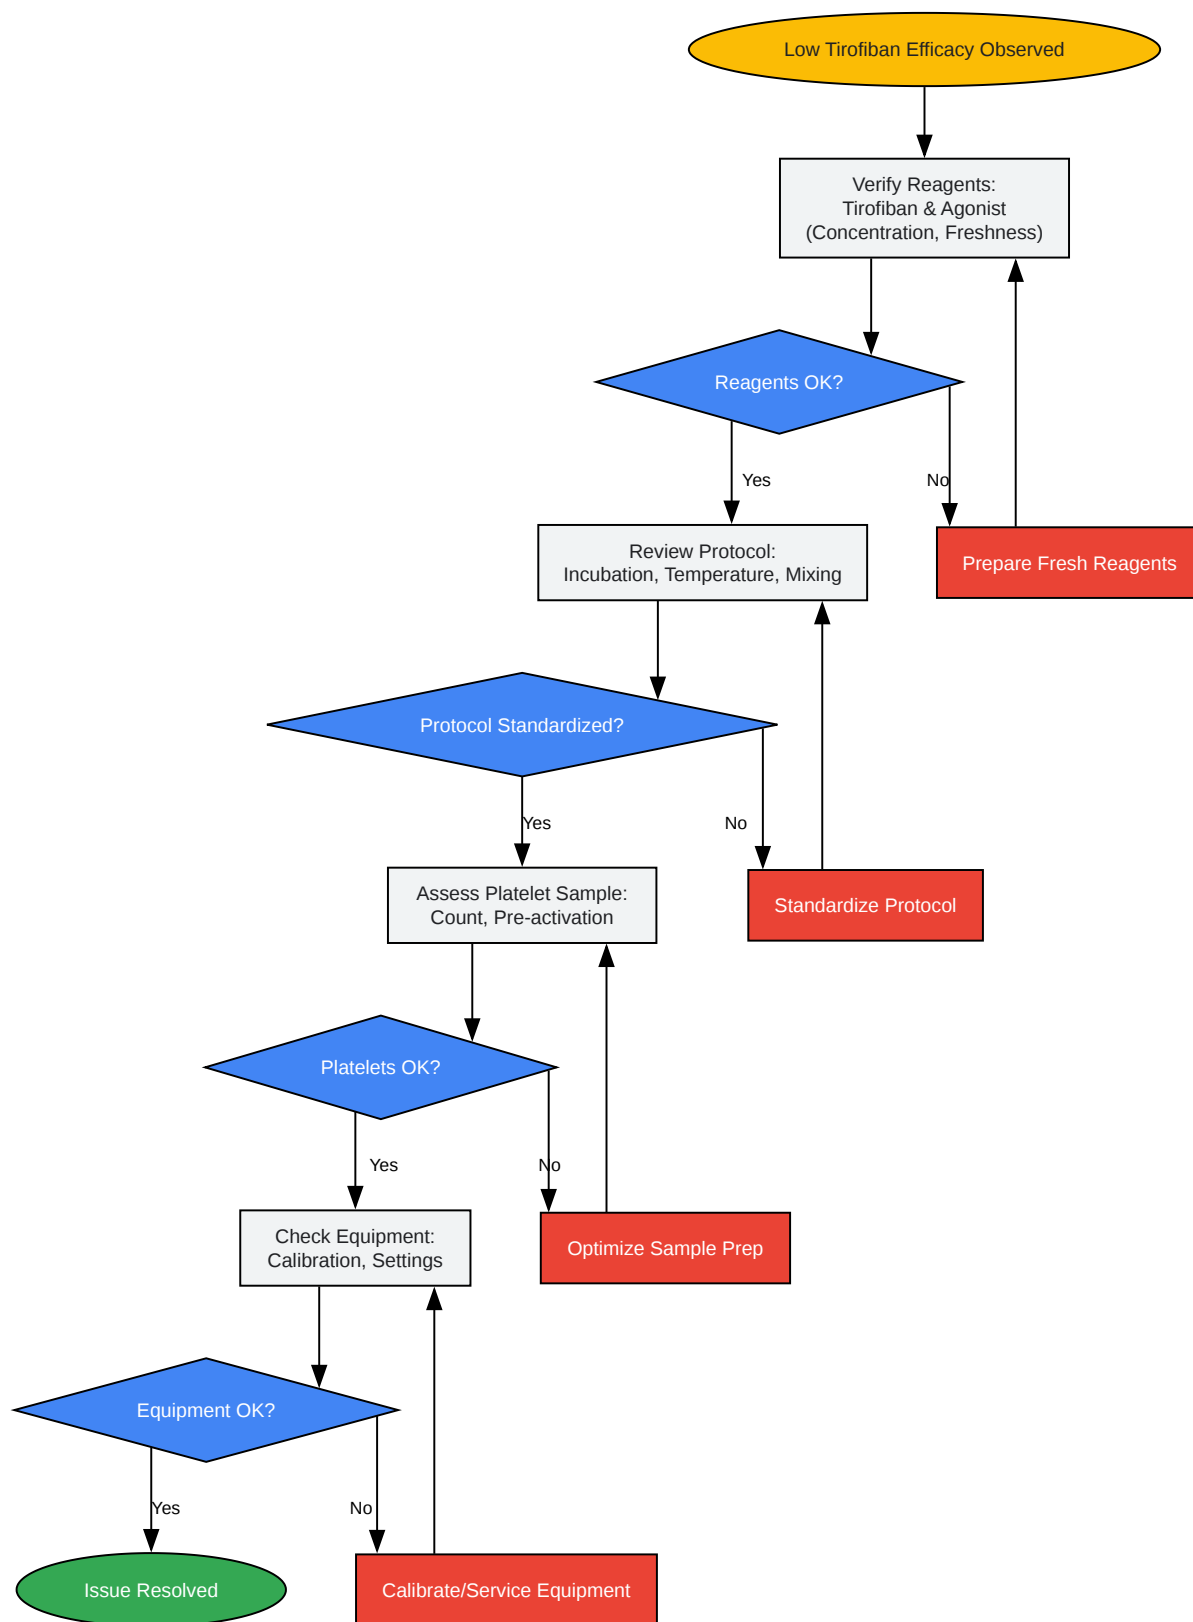 Low Tirofiban Efficacy Observed
Verify Reagents:
Tirofiban & Agonist
(Concentration, Freshness)
Reagents OK?
Yes
No
Review Protocol:
Incubation, Temperature, Mixing
Prepare Fresh Reagents
Protocol Standardized?
Yes
No
Assess Platelet Sample:
Count, Pre-activation
Standardize Protocol
Platelets OK?
Yes
No
Check Equipment:
Calibration, Settings
Optimize Sample Prep
Equipment OK?
Yes
No
Issue Resolved
Calibrate/Service Equipment